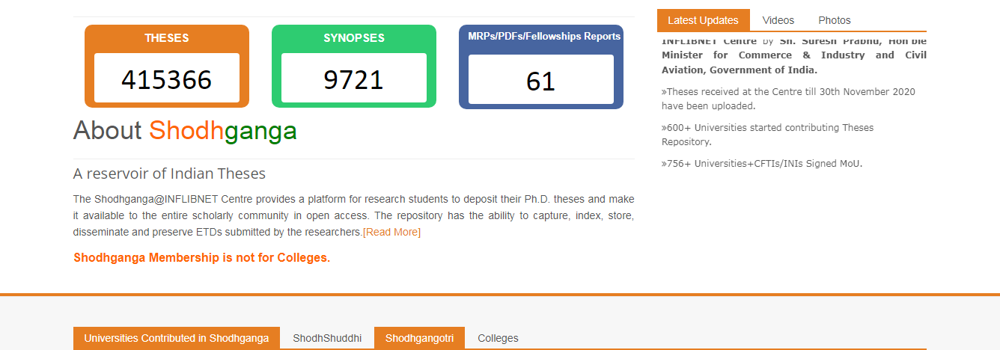 THESES
415366
SYNOPSES
9721
MRPs/PDFs/Fellowships Reports
61
About Shodhganga
A reservoir of Indian Theses
The Shodhganga@INFLIBNET Centre provides a platform for research students to deposit their Ph.D. theses and make
it available to the entire scholarly community in open access. The repository has the ability to capture, index, store,
disseminate and preserve ETDs submitted by the researchers.[Read More]
Shodhganga Membership is not for Colleges.
Latest Updates
Videos
Photos
INFLIBNET Centre by Sh. Suresh Prabhu, Hon'ble
Minister for Commerce & Industry and Civil
Aviation, Government of India.
»Theses received at the Centre till 30th November 2020
have been uploaded.
»600+ Universities started contributing Theses
Repository.
»756+ Universities+CFTIs/INIs Signed MoU.
Universities Contributed in Shodhganga
ShodhShuddhi
Shodhgangotri
Colleges